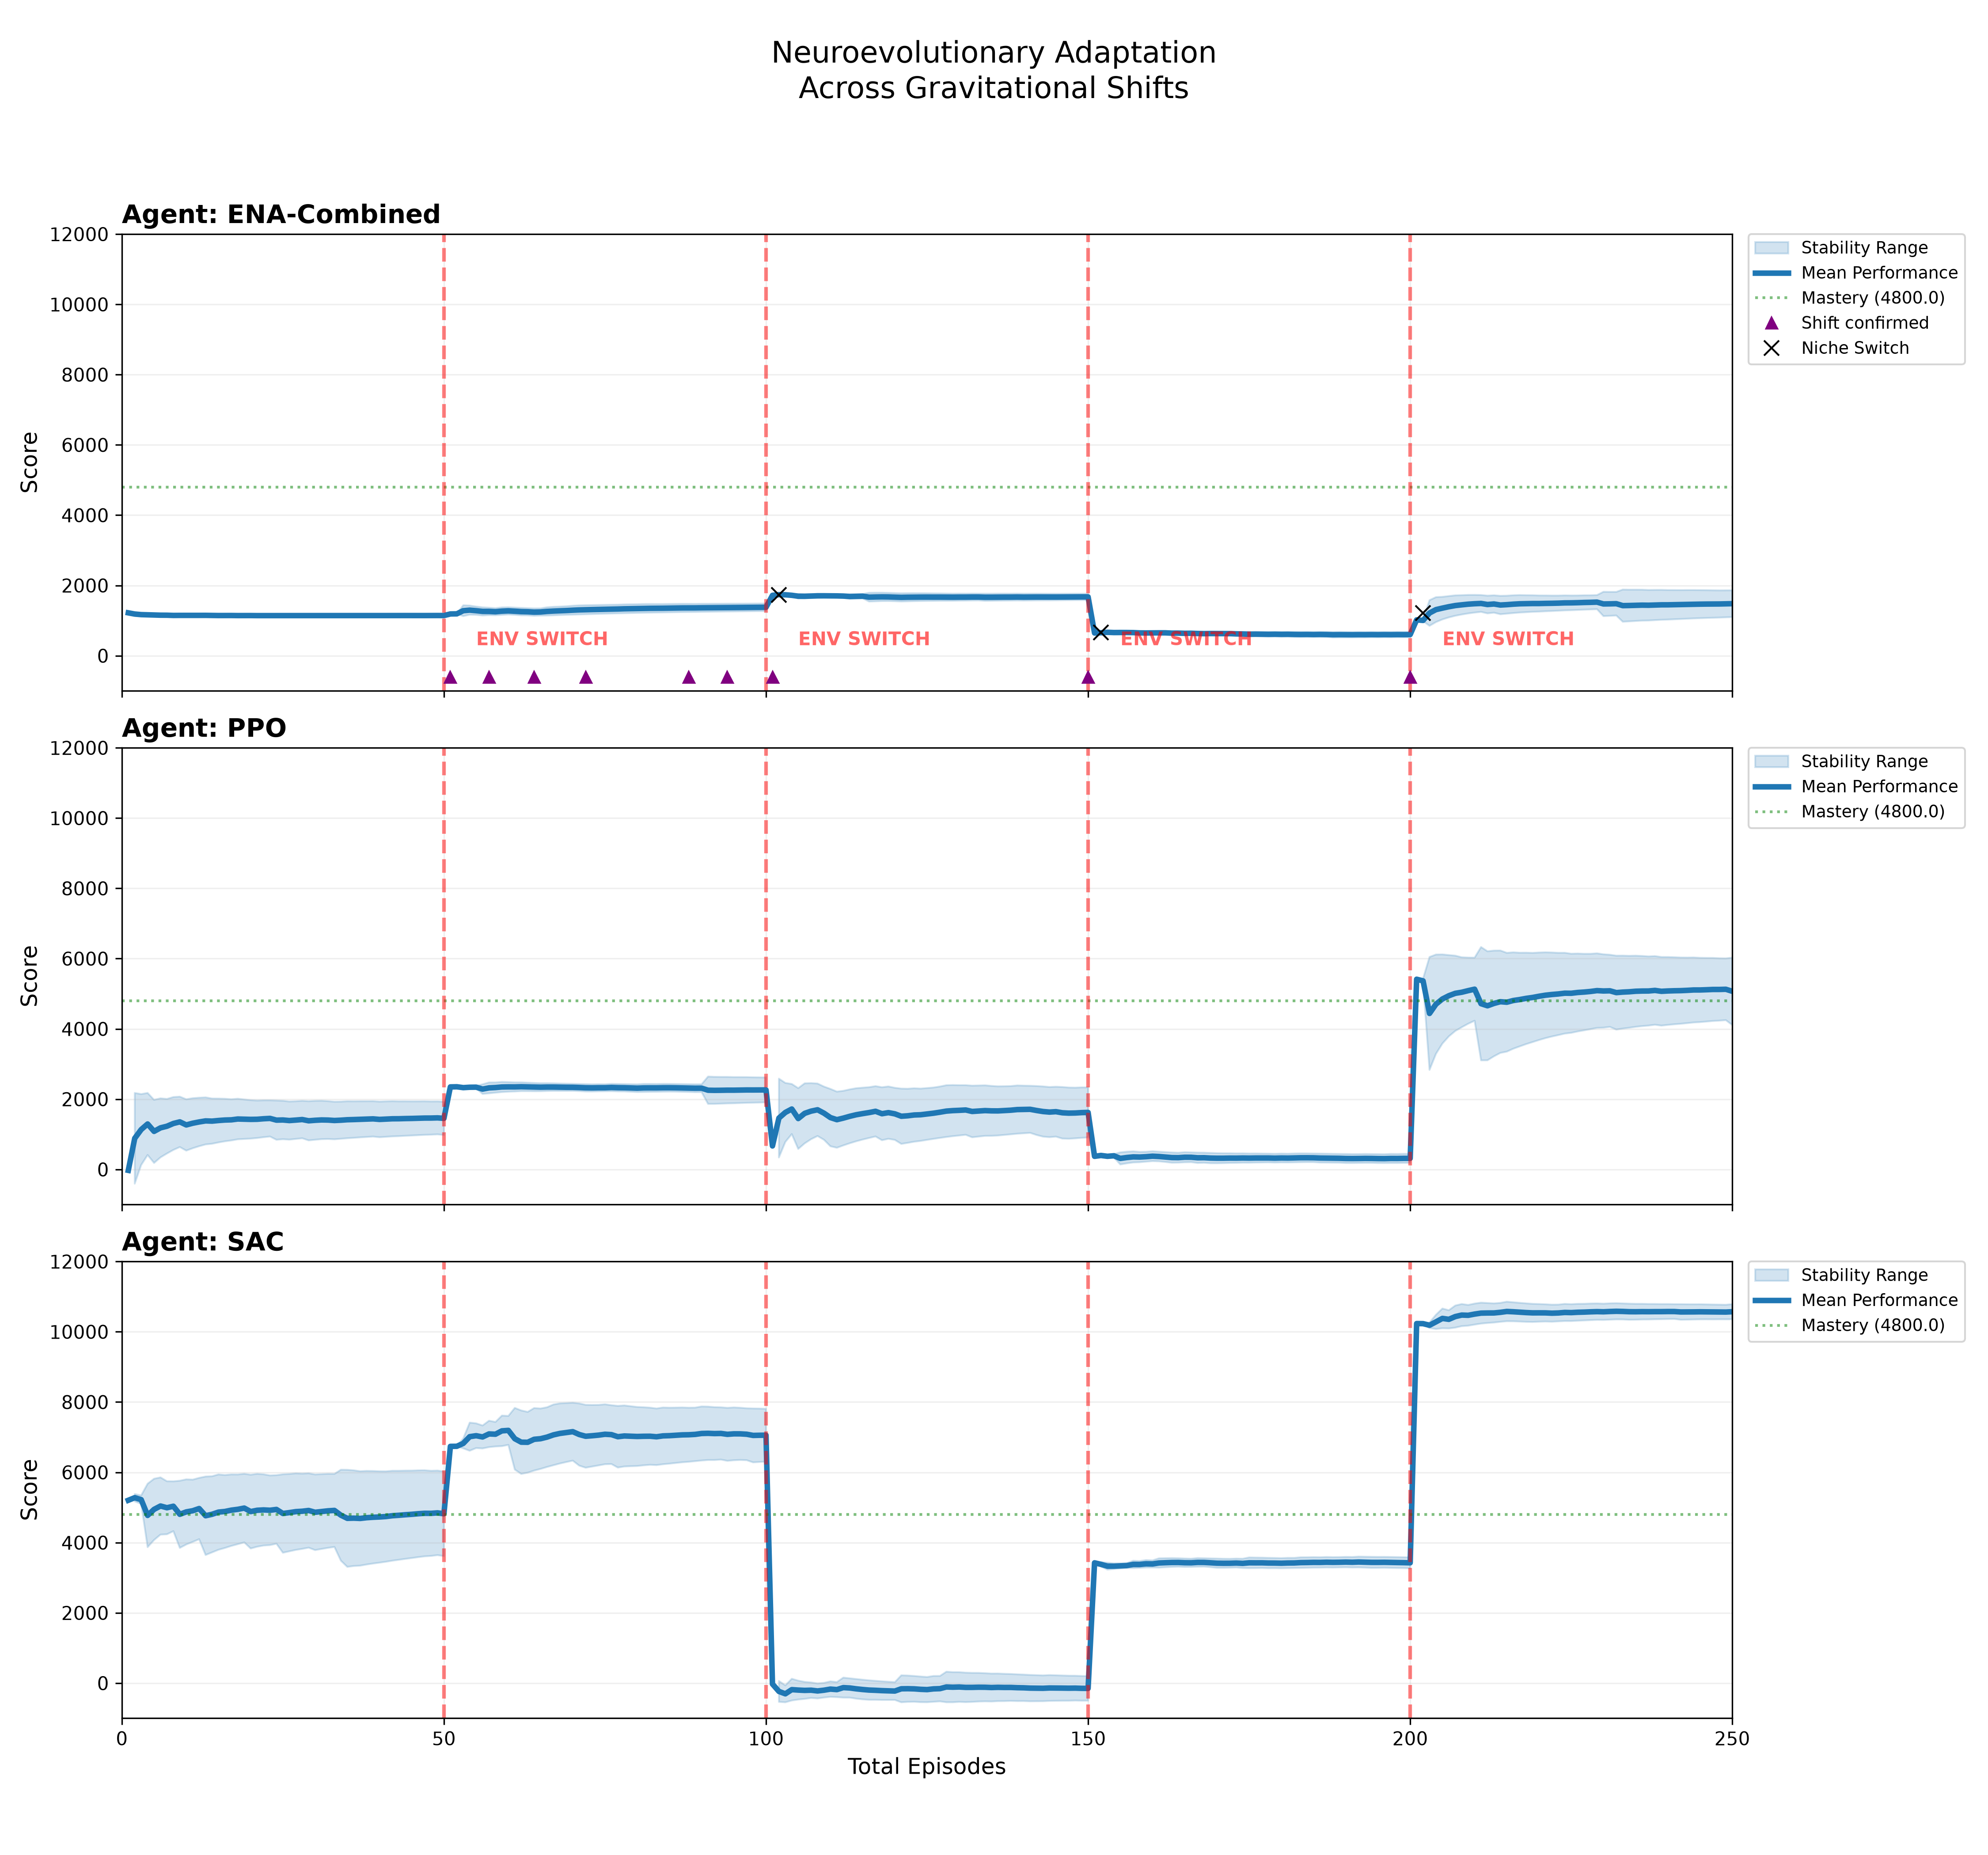 Neuroevolutionary Adaptation
Across Gravitational Shifts
Agent: ENA-Combined
12000
10000
8000
6000
4000
2000
0
Score
ENV SWITCH
ENV SWITCH
ENV SWITCH
ENV SWITCH
Stability Range
Mean Performance
Mastery (4800.0)
Shift confirmed
Niche Switch
Agent: PPO
12000
10000
8000
6000
4000
2000
0
Score
Stability Range
Mean Performance
Mastery (4800.0)
Agent: SAC
12000
10000
8000
6000
4000
2000
0
Score
Stability Range
Mean Performance
Mastery (4800.0)
0
50
100
150
200
250
Total Episodes